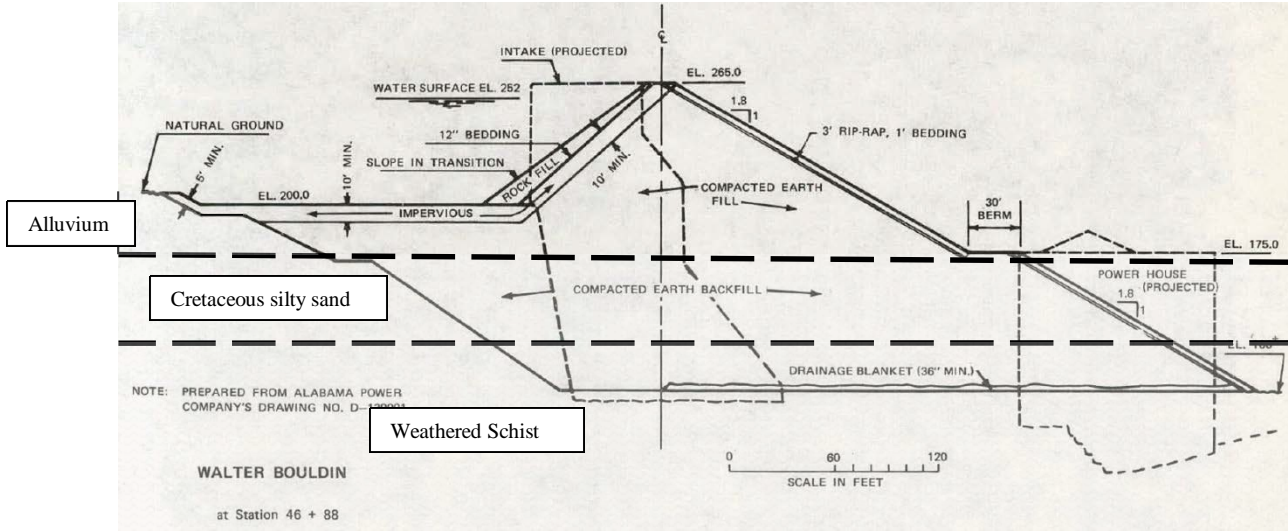 ℄
INTAKE (PROJECTED)
EL. 265.0
WATER SURFACE EL. 252
1.8
1
NATURAL GROUND
12" BEDDING
3' RIP-RAP, 1' BEDDING
5' MIN.
10' MIN.
SLOPE IN TRANSITION
ROCK FILL
10' MIN.
COMPACTED EARTH
FILL
EL. 200.0
IMPERVIOUS
30'
BERM
Alluvium
EL. 175.0
POWER HOUSE
(PROJECTED)
Cretaceous silty sand
COMPACTED EARTH BACKFILL
1.8
1
EL.
DRAINAGE BLANKET (36" MIN.)
NOTE: PREPARED FROM ALABAMA POWER
COMPANY'S DRAWING NO.
Weathered Schist
WALTER BOULDIN
0 60 120
SCALE IN FEET
at Station 46 + 88